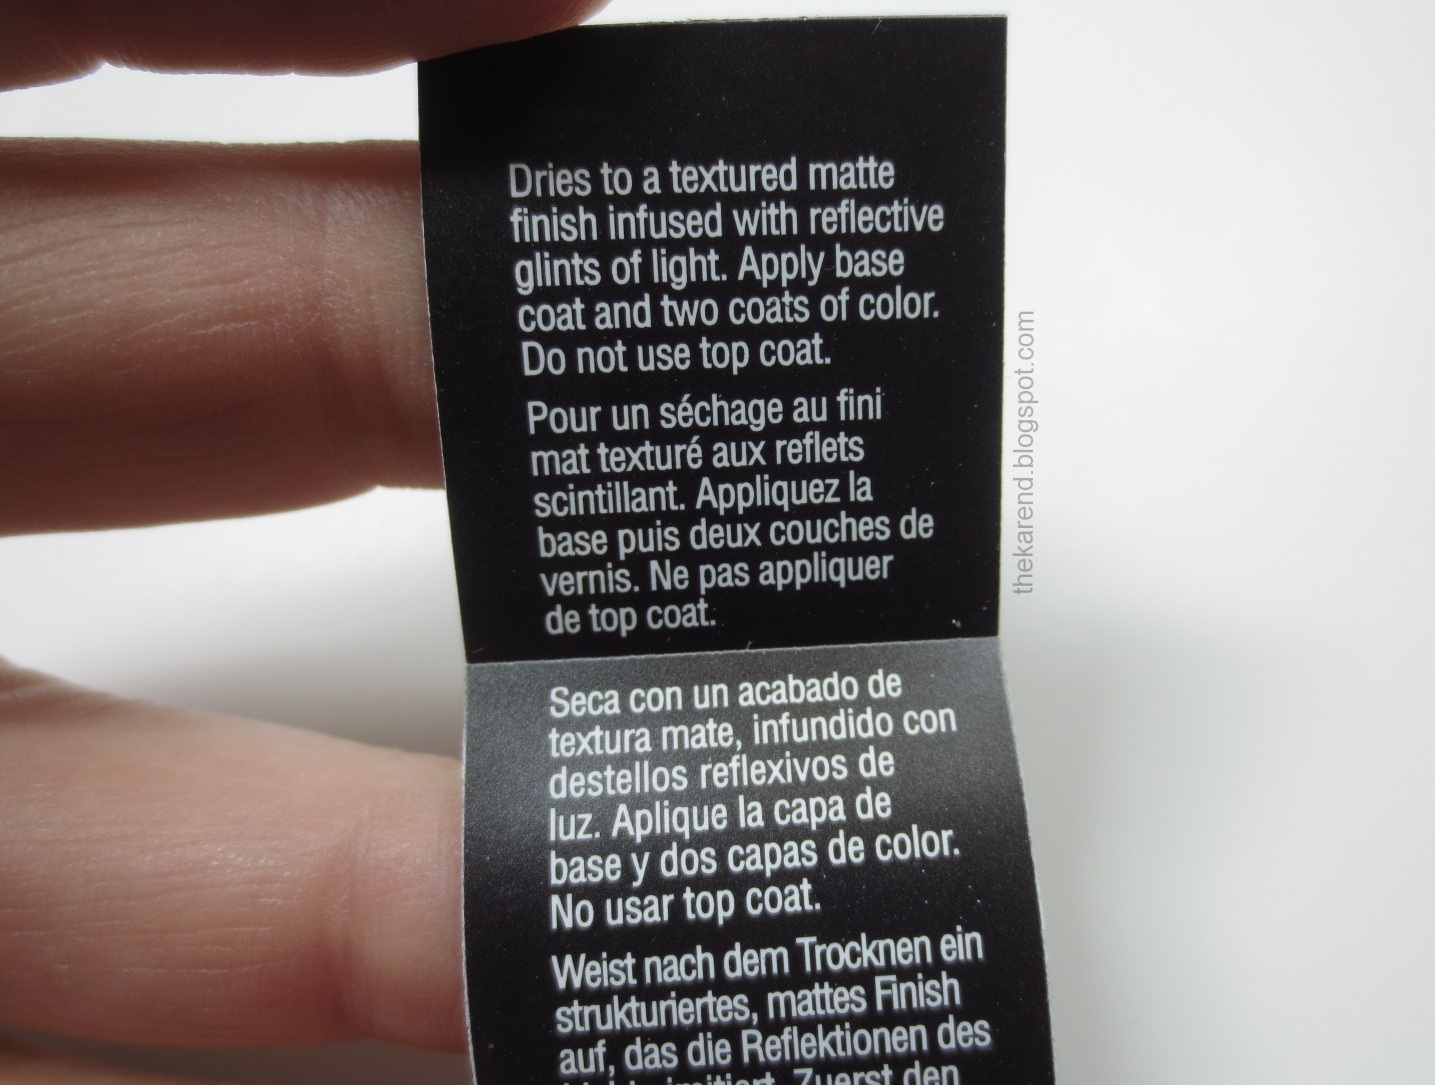 Dries to a textured matte
finish infused with reflective
glints of light. Apply base
coat and two coats of color.
Do not use top coat.
Pour un séchage au fini
mat texturé aux reflets
scintillant. Appliquez la
base puis deux couches de
vernis. Ne pas appliquer
de top coat.
Seca con un acabado de
textura mate, infundido con
destellos reflexivos de
luz. Aplique la capa de
base y dos capas de color.
No usar top coat.
Weist nach dem Trocknen ein
strukturiertes, mattes Finish
auf, das die Reflektionen des
Zuerst den
thekarend.blogspot.com